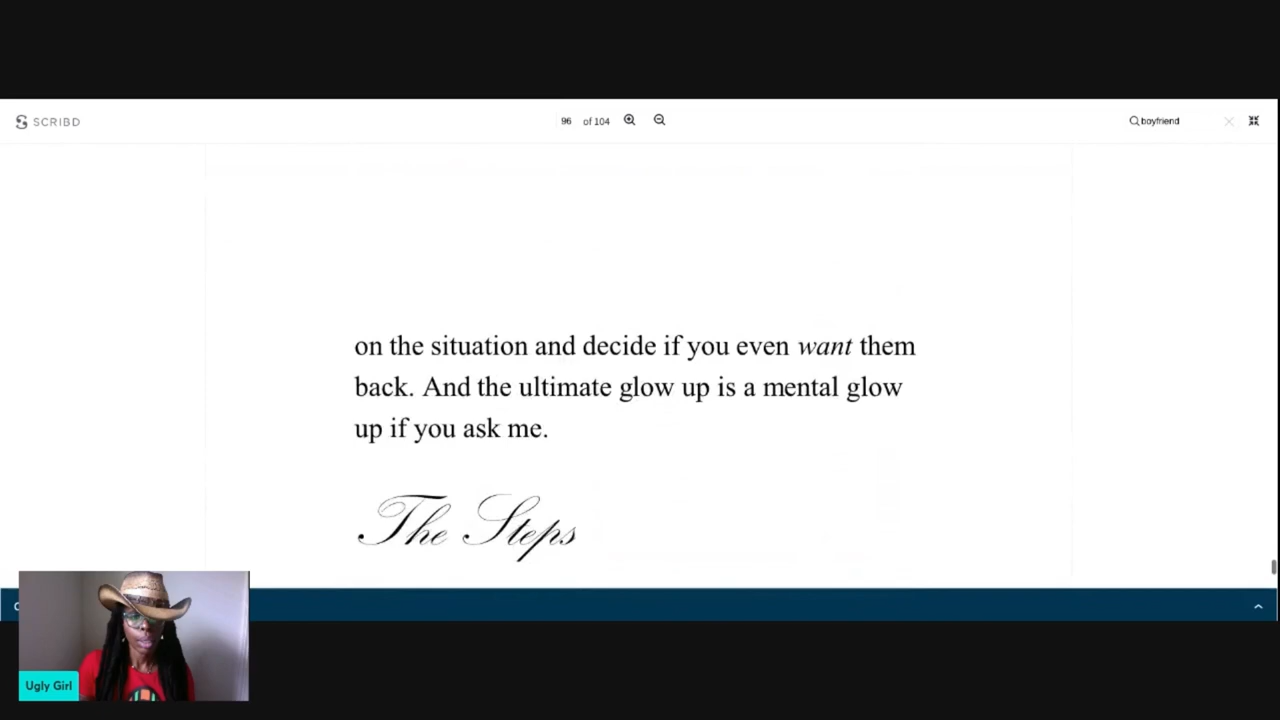 SCRIBD
96 of 104
boyfriend
on the situation and decide if you even want them
back. And the ultimate glow up is a mental glow
up if you ask me.
The Steps
Ugly Girl